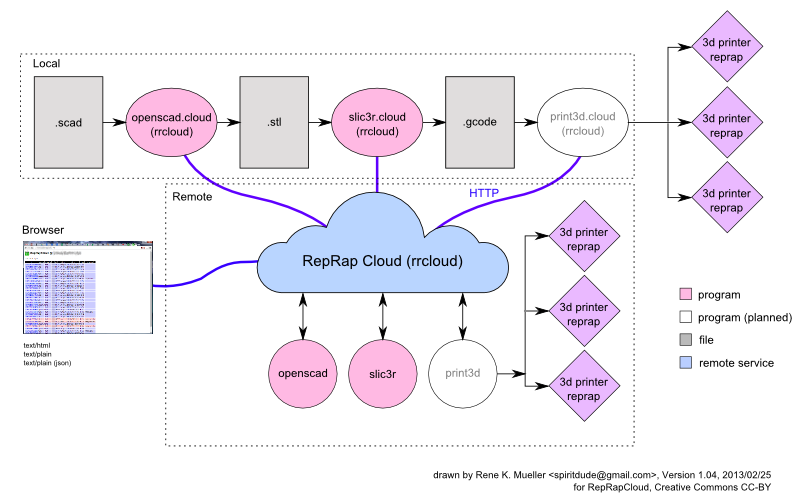 3d printer
reprap
Local
.scad
openscad.cloud
(rrcloud)
.stl
slic3r.cloud
(rrcloud)
.gcode
print3d.cloud
(rrcloud)
3d printer
reprap
3d printer
reprap
Remote
HTTP
Browser
RepRap Cloud (rrcloud)
3d printer
reprap
3d printer
reprap
3d printer
reprap
openscad
slic3r
print3d
text/html
text/plain
text/plain (json)
program
program (planned)
file
remote service
drawn by Rene K. Mueller <spiritdude@gmail.com>, Version 1.04, 2013/02/25
for RepRapCloud, Creative Commons CC-BY